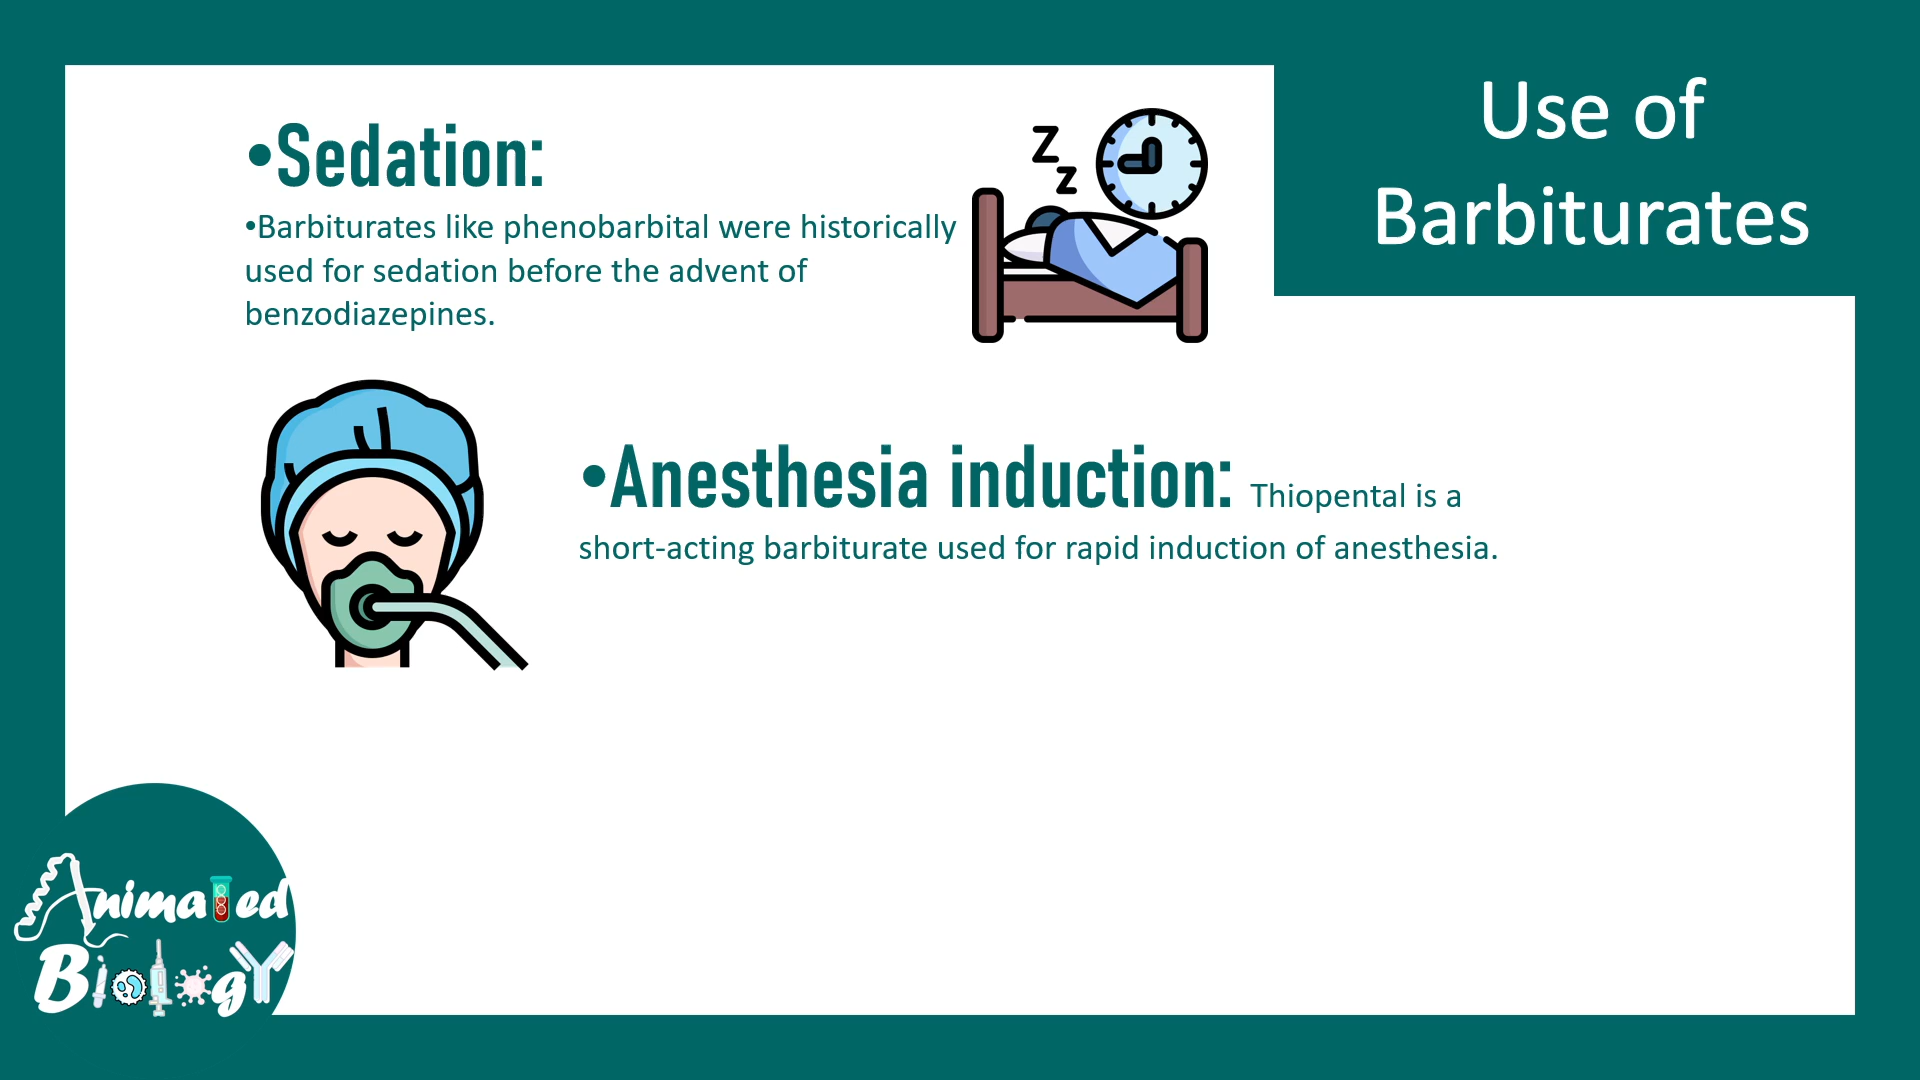 Use of
Barbiturates
•Sedation:
•Barbiturates like phenobarbital were historically
used for sedation before the advent of
benzodiazepines.
Z
z
•Anesthesia induction: Thiopental is a
short-acting barbiturate used for rapid induction of anesthesia.
Animated
Biology